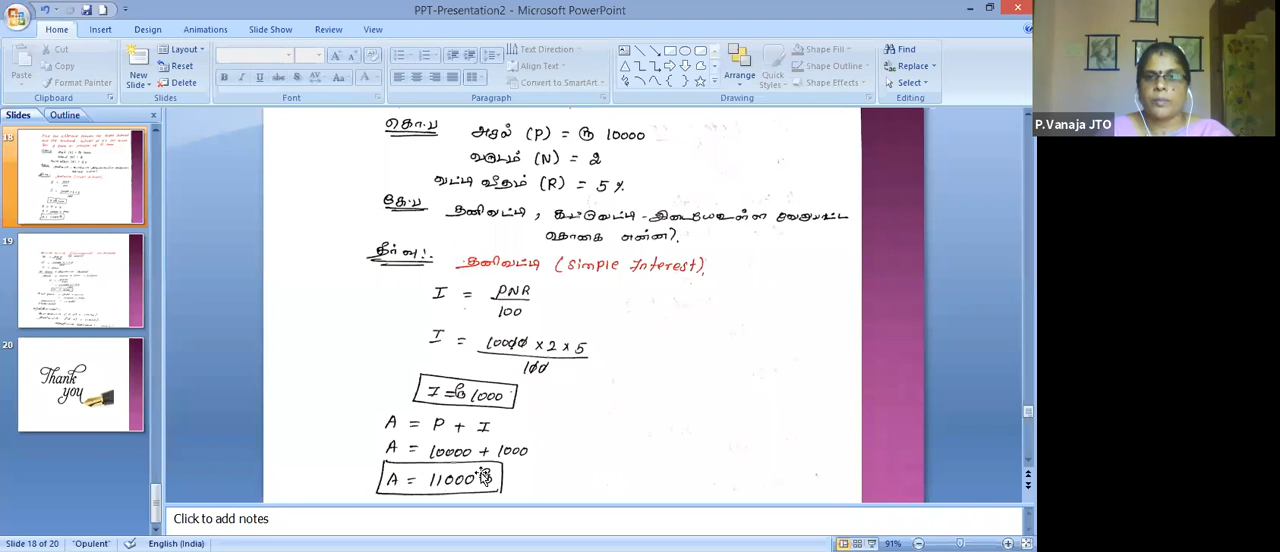 PPT-Presentation2 - Microsoft PowerPoint
Home Insert Design Animations Slide Show Review View
Paste
Cut
Copy
Format Painter
Clipboard
New Slide
Layout
Reset
Delete
Slides
Font
Text Direction
Align Text
Convert to SmartArt
Paragraph
Arrange
Quick Styles
Shape Fill
Shape Outline
Shape Effects
Drawing
Find
Replace
Select
Editing
P.Vanaja JTO
Slides Outline
18
19
20
Thank
you
அசல் (P) = ரூ 10000
வருடம் (N) = 2
வட்டி வீதம் (R) = 5 %
தனிவட்டி, கூட்டுவட்டி - இடையேஉள்ள வேறுபாட்டு
தொகை என்ன?
தீர்வு:
தனிவட்டி (Simple Interest)
I = PNR
100
I = 10000 × 2 × 5
100
I = ரூ 1000
A = P + I
A = 10000 + 1000
A = 11000
Click to add notes
Slide 18 of 20 "Opulent" English (India) 91%